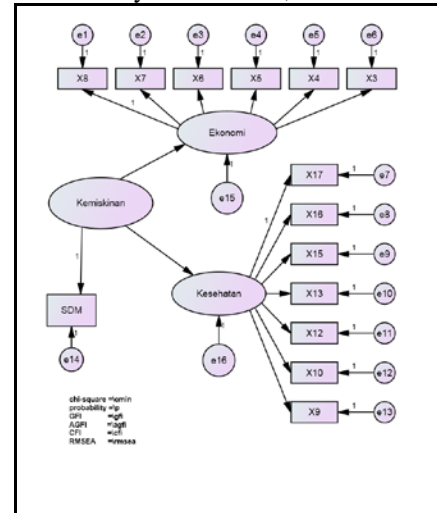 e1 e2 e3 e4 e5 e6
1 1 1 1 1 1
X8 X7 X6 X5 X4 X3
1
Ekonomi
1
e15
Kemiskinan
X17 1 e7
1
X16 1 e8
X15 1 e9
1
Kesehatan
X13 1 e10
SDM
X12 1 e11
1
1
e14
e16
X10 1 e12
X9 1 e13
chi-square =\cmin
probability =\p
GFI =\gfi
AGFI =\agfi
CFI =\cfi
RMSEA =\rmsea